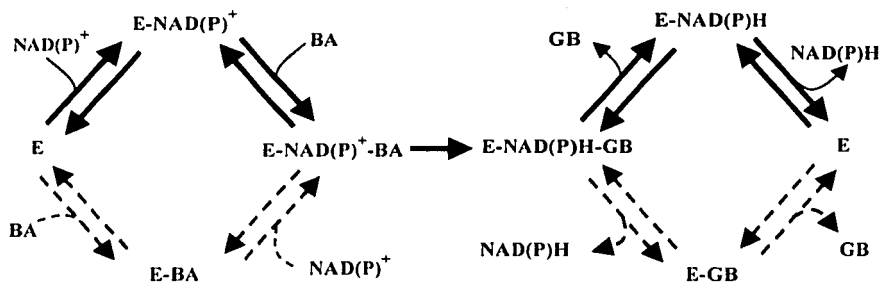 E-NAD(P)+
NAD(P)+
BA
E
E-NAD(P)+-BA
BA
E-BA
NAD(P)+
E-NAD(P)H
GB
NAD(P)H
E-NAD(P)H-GB
E
NAD(P)H
GB
E-GB